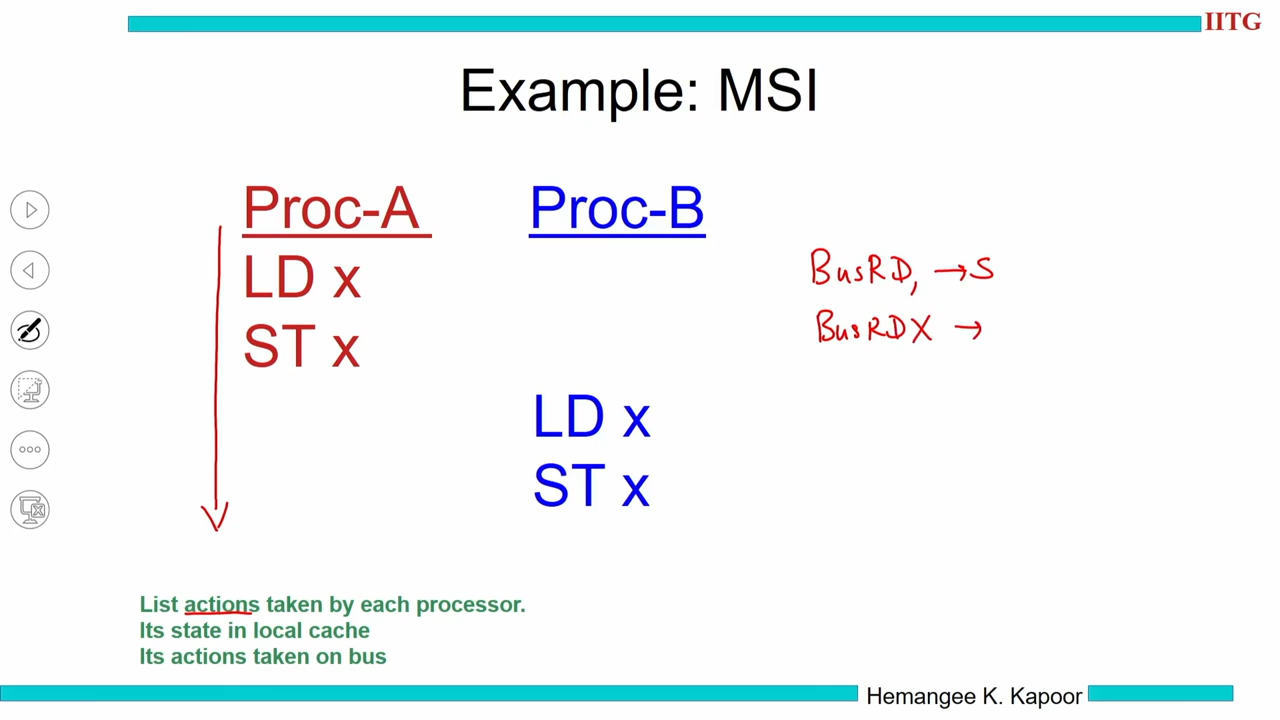 IITG
Example: MSI
Proc-A Proc-B
LD x
ST x
BusRD, → S
BusRDX →
LD x
ST x
List actions taken by each processor.
Its state in local cache
Its actions taken on bus
Hemangee K. Kapoor